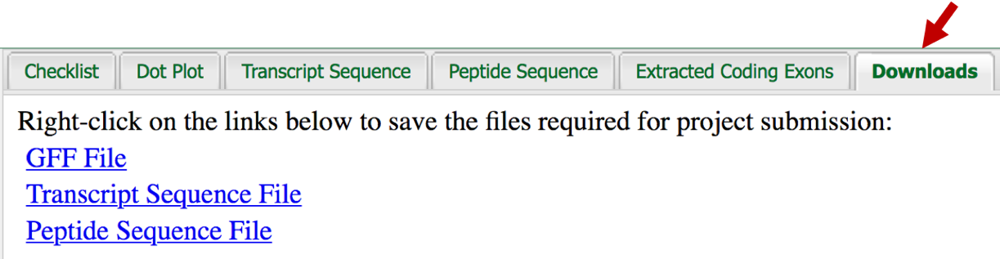 Checklist Dot Plot Transcript Sequence Peptide Sequence Extracted Coding Exons Downloads
Right-click on the links below to save the files required for project submission:
GFF File
Transcript Sequence File
Peptide Sequence File